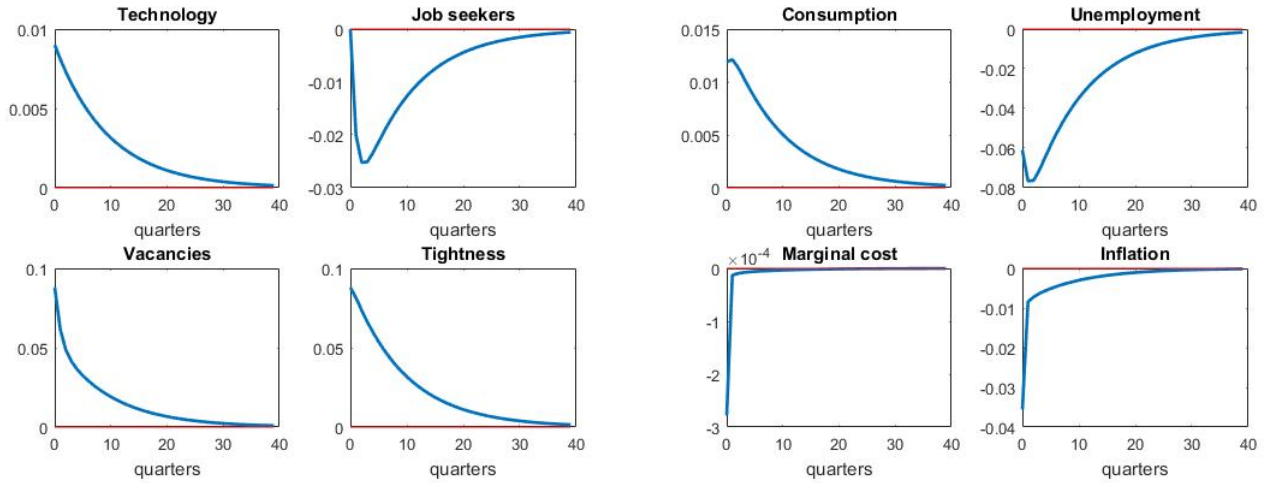 Technology
0.01
0.005
0
0 10 20 30 40
quarters
Job seekers
0
-0.01
-0.02
-0.03
0 10 20 30 40
quarters
Consumption
0.015
0.01
0.005
0
0 10 20 30 40
quarters
Unemployment
0
-0.02
-0.04
-0.06
-0.08
0 10 20 30 40
quarters
Vacancies
0.1
0.05
0
0 10 20 30 40
quarters
Tightness
0.1
0.05
0
0 10 20 30 40
quarters
×10⁻⁴ Marginal cost
0
-1
-2
-3
0 10 20 30 40
quarters
Inflation
0
-0.01
-0.02
-0.03
-0.04
0 10 20 30 40
quarters